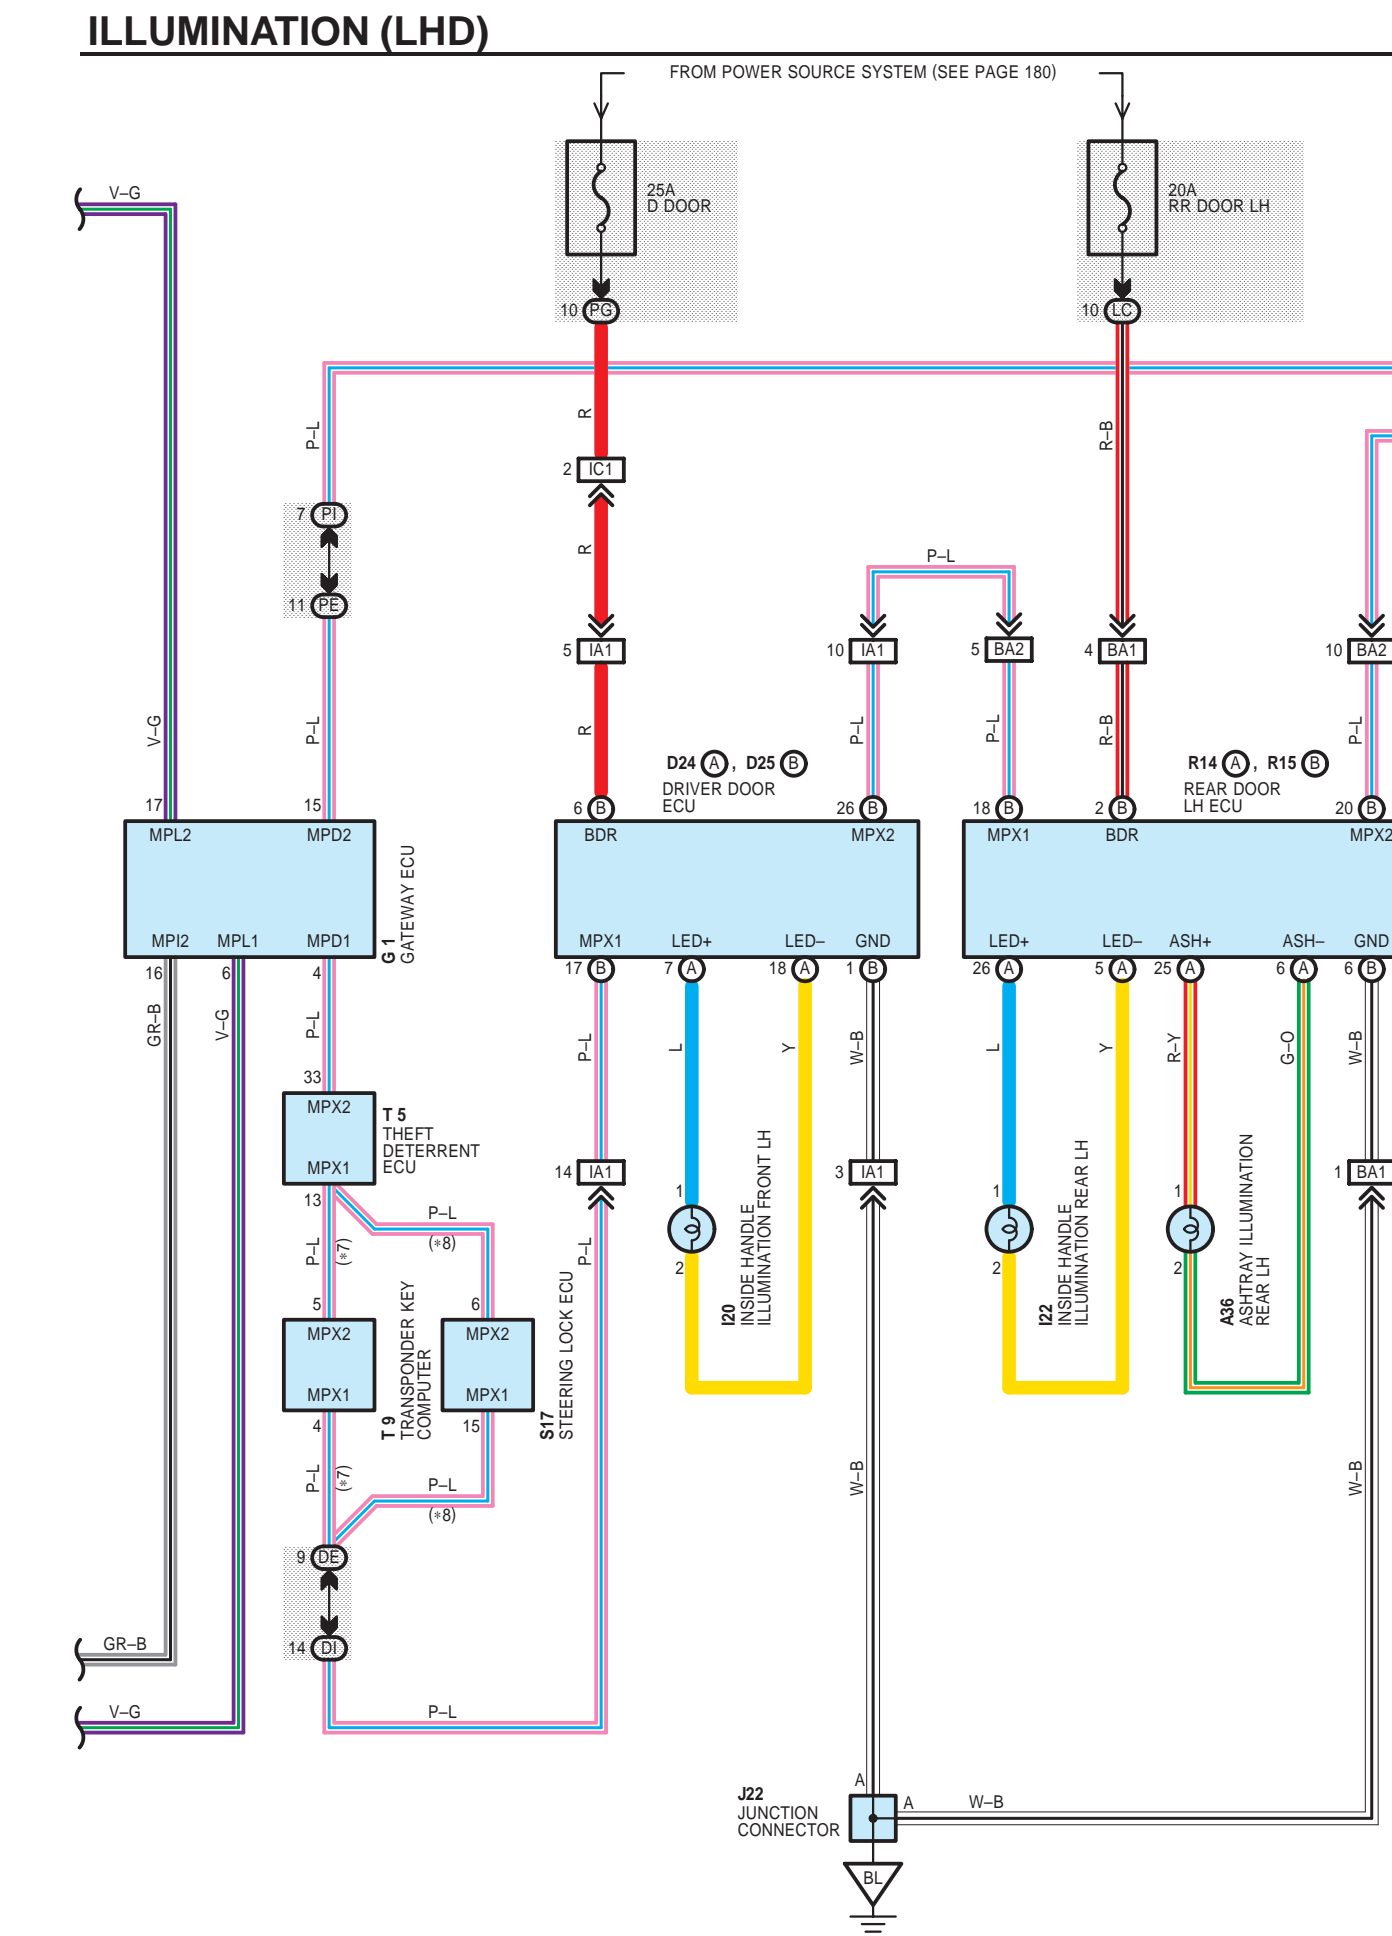 ILLUMINATION (LHD)
FROM POWER SOURCE SYSTEM (SEE PAGE 180)
25A
D DOOR
20A
RR DOOR LH
V–G
10 PG
10 LC
P–L
R
R–B
2 IC1
7 PI
R
P–L
11 PE
5 IA1
10 IA1
5 BA2
4 BA1
10 BA2
V–G
P–L
R
P–L
P–L
R–B
P–L
D24 A , D25 B
DRIVER DOOR
ECU
R14 A , R15 B
REAR DOOR
LH ECU
17
15
6 B
26 B
18 B
2 B
20 B
MPL2
MPD2
BDR
MPX2
MPX1
BDR
MPX2
G 1
GATEWAY ECU
MPI2
MPL1
MPD1
MPX1
LED+
LED–
GND
LED+
LED–
ASH+
ASH–
GND
16
6
4
17 B
7 A
18 A
1 B
26 A
5 A
25 A
6 A
6 B
GR–B
V–G
P–L
P–L
L
Y
W–B
L
Y
R–Y
G–O
W–B
33
MPX2
MPX1
T 5
THEFT
DETERRENT
ECU
13
14 IA1
3 IA1
1 BA1
P–L
(∗7)
P–L
(∗8)
P–L
1
2
I20
INSIDE HANDLE
ILLUMINATION FRONT LH
1
2
I22
INSIDE HANDLE
ILLUMINATION REAR LH
1
2
A36
ASHTRAY ILLUMINATION
REAR LH
5
6
MPX2
MPX1
MPX2
MPX1
T 9
TRANSPONDER KEY
COMPUTER
S17
STEERING LOCK ECU
4
15
P–L
(∗7)
P–L
(∗8)
W–B
W–B
9 DE
14 DI
GR–B
V–G
P–L
J22
JUNCTION
CONNECTOR
A
A
W–B
BL